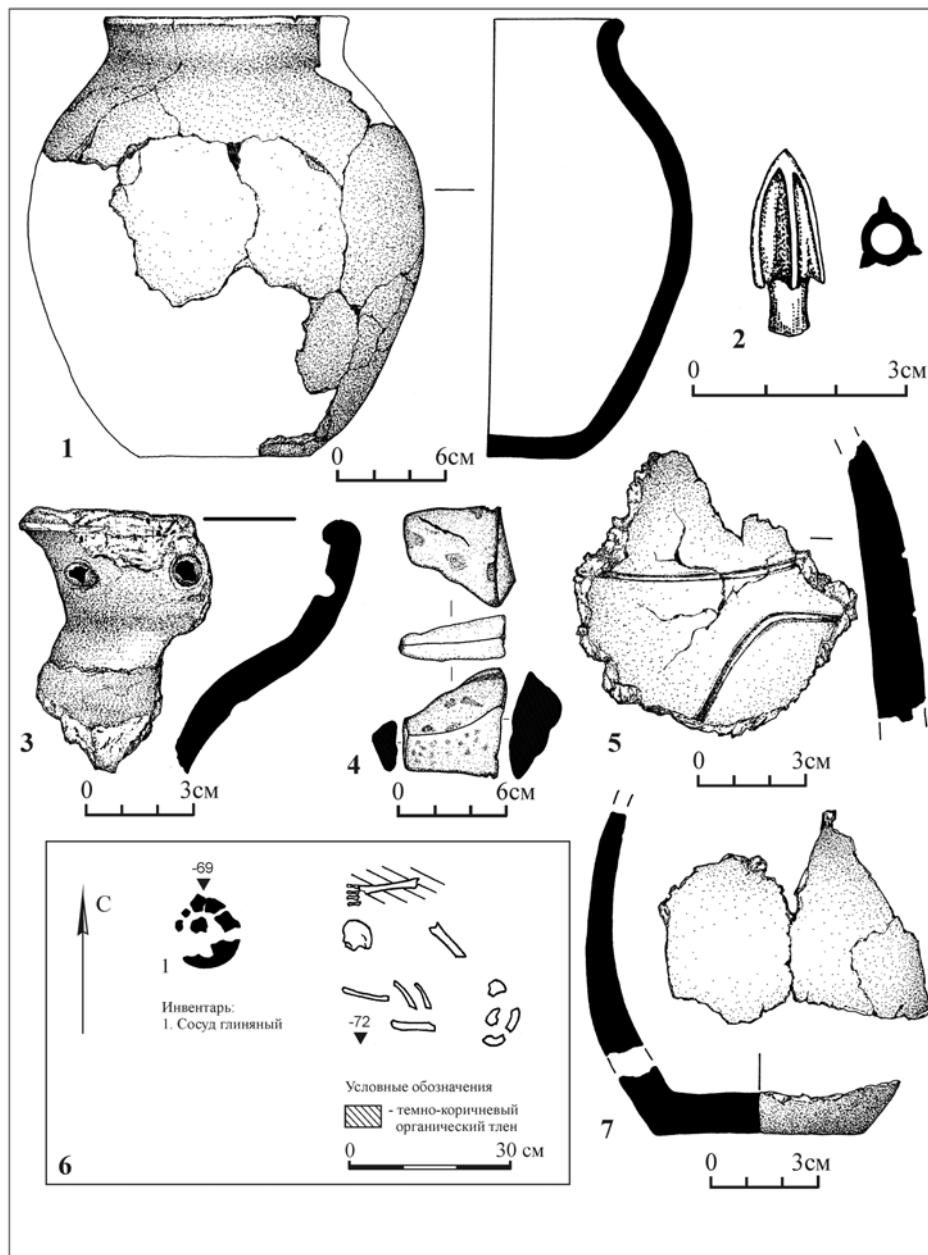 1
0 6см
2
0 3см
3
0 3см
4
0 6см
5
0 3см
С
-69
1
Инвентарь:
1. Сосуд глиняный
-72
Условные обозначения
- темно-коричневый
органический тлен
0 30 см
6
7
0 3см